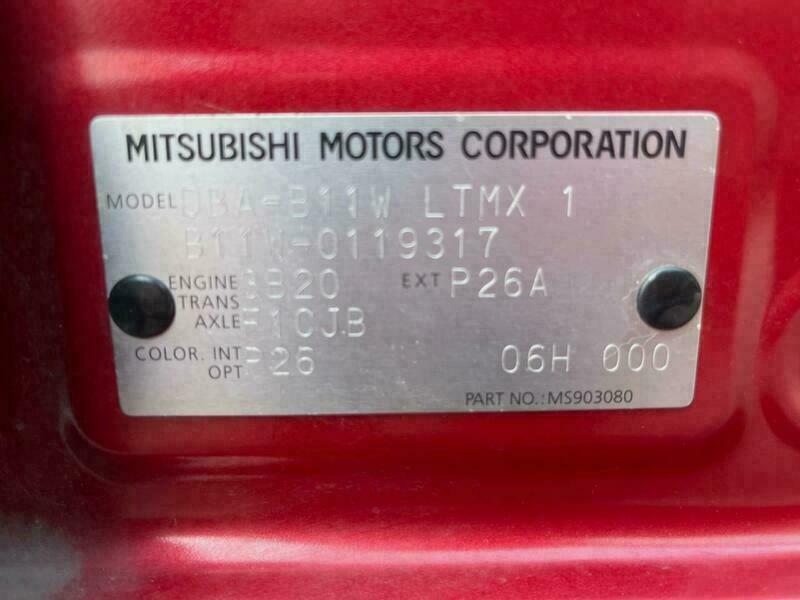 MITSUBISHI MOTORS CORPORATION
MODEL DBA-B11W LTMX 1
B11W-0119317
ENGINE 3B20 EXT P26A
TRANS
AXLE F1CJB
COLOR. INT P26 06H 000
OPT
PART NO.:MS903080